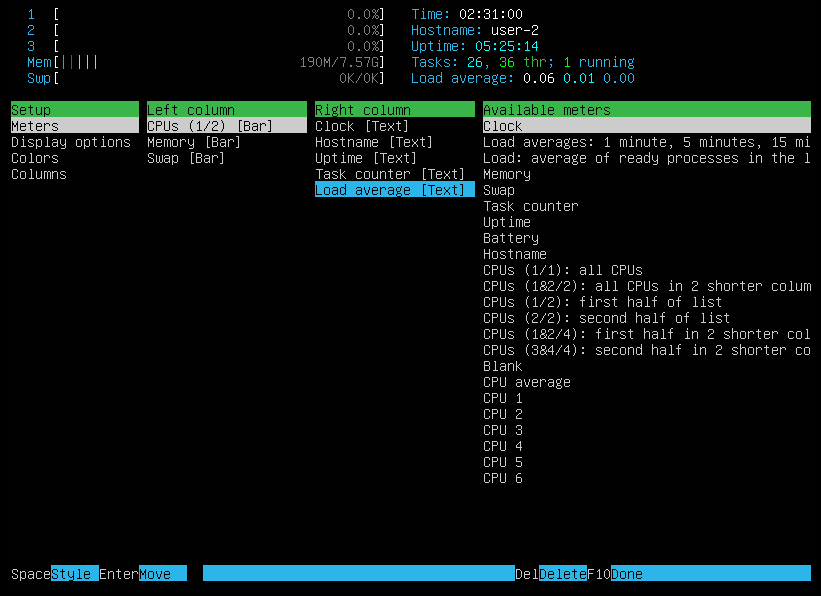 1 [ 0.0%] Time: 02:31:00
2 [ 0.0%] Hostname: user-2
3 [ 0.0%] Uptime: 05:25:14
Mem[||||| 190M/7.57G] Tasks: 26, 36 thr; 1 running
Swp[ 0K/0K] Load average: 0.06 0.01 0.00
Setup Left column Right column Available meters
Meters CPUs (1/2) [Bar] Clock [Text] Clock
Display options Memory [Bar] Hostname [Text] Load averages: 1 minute, 5 minutes, 15 mi
Colors Swap [Bar] Uptime [Text] Load: average of ready processes in the l
Columns Task counter [Text] Memory
Load average [Text] Swap
Task counter
Uptime
Battery
Hostname
CPUs (1/1): all CPUs
CPUs (1&2/2): all CPUs in 2 shorter colum
CPUs (1/2): first half of list
CPUs (2/2): second half of list
CPUs (1&2/4): first half in 2 shorter col
CPUs (3&4/4): second half in 2 shorter co
Blank
CPU average
CPU 1
CPU 2
CPU 3
CPU 4
CPU 5
CPU 6
SpaceStyle EnterMove DelDeleteF10Done